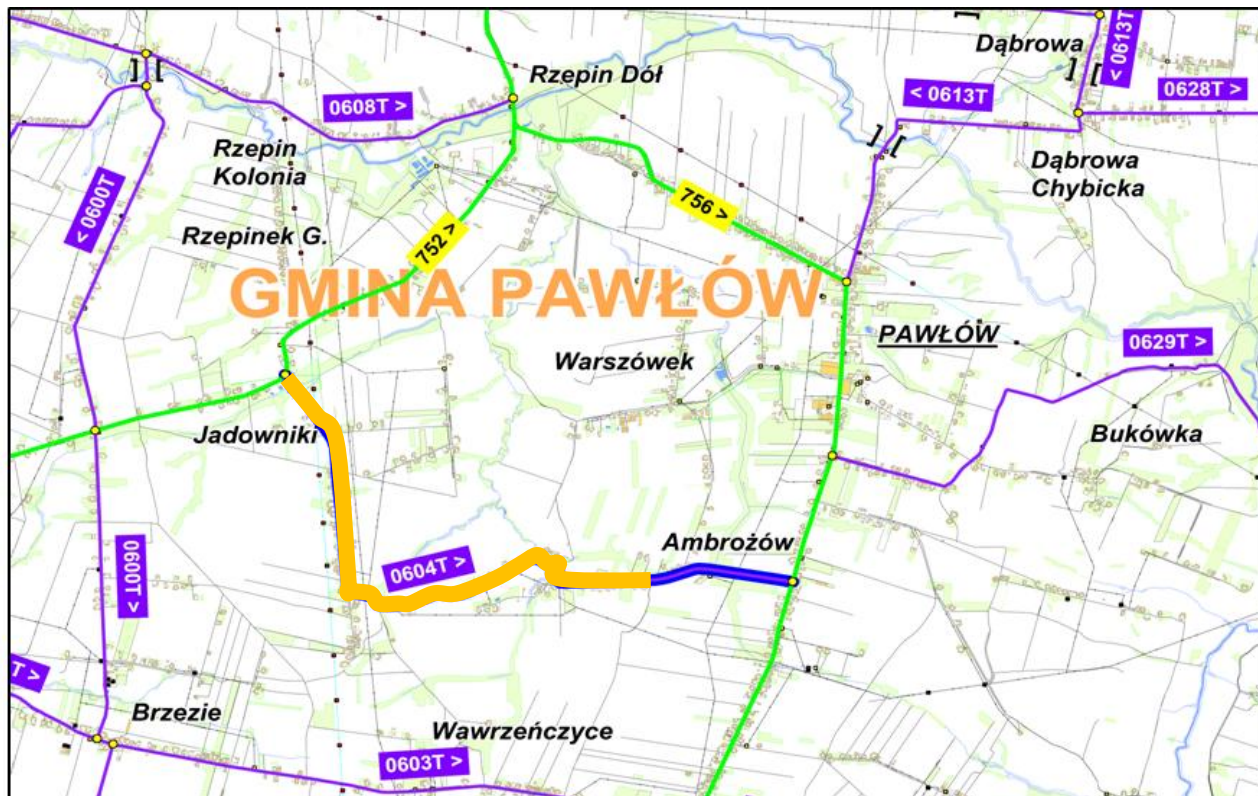 Dąbrowa
< 0613T
Rzepin Dół
0608T >
< 0613T
0628T >
Rzepin
Kolonia
Dąbrowa
Chybicka
< 0600T
756 >
Rzepinek G.
752 >
GMINA PAWŁÓW
PAWŁÓW
0629T >
Warszówek
Jadowniki
Bukówka
Ambrożów
0604T >
< 0600T
T >
Brzezie
Wawrzeńczyce
0603T >